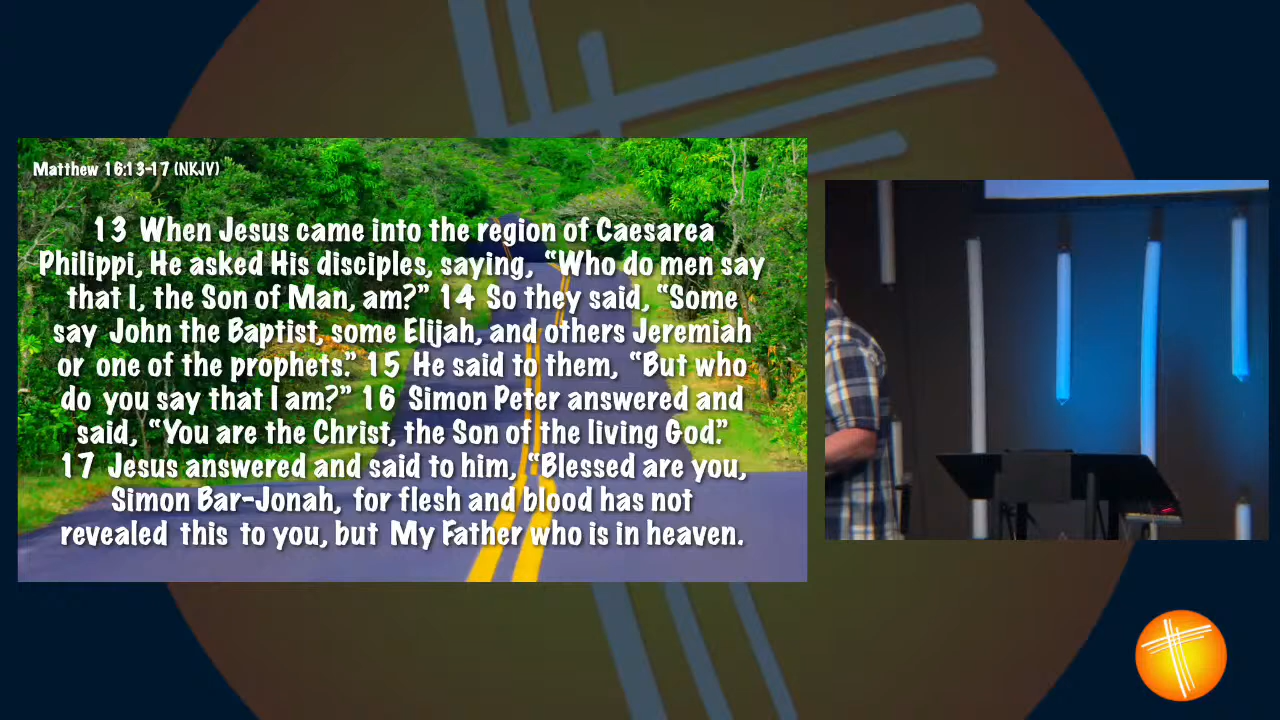 Matthew 16:13-17 (NKJV)
13 When Jesus came into the region of Caesarea
Philippi, He asked His disciples, saying, “Who do men say
that I, the Son of Man, am?” 14 So they said, “Some
say John the Baptist, some Elijah, and others Jeremiah
or one of the prophets.” 15 He said to them, “But who
do you say that I am?” 16 Simon Peter answered and
said, “You are the Christ, the Son of the living God.”
17 Jesus answered and said to him, “Blessed are you,
Simon Bar-Jonah, for flesh and blood has not
revealed this to you, but My Father who is in heaven.